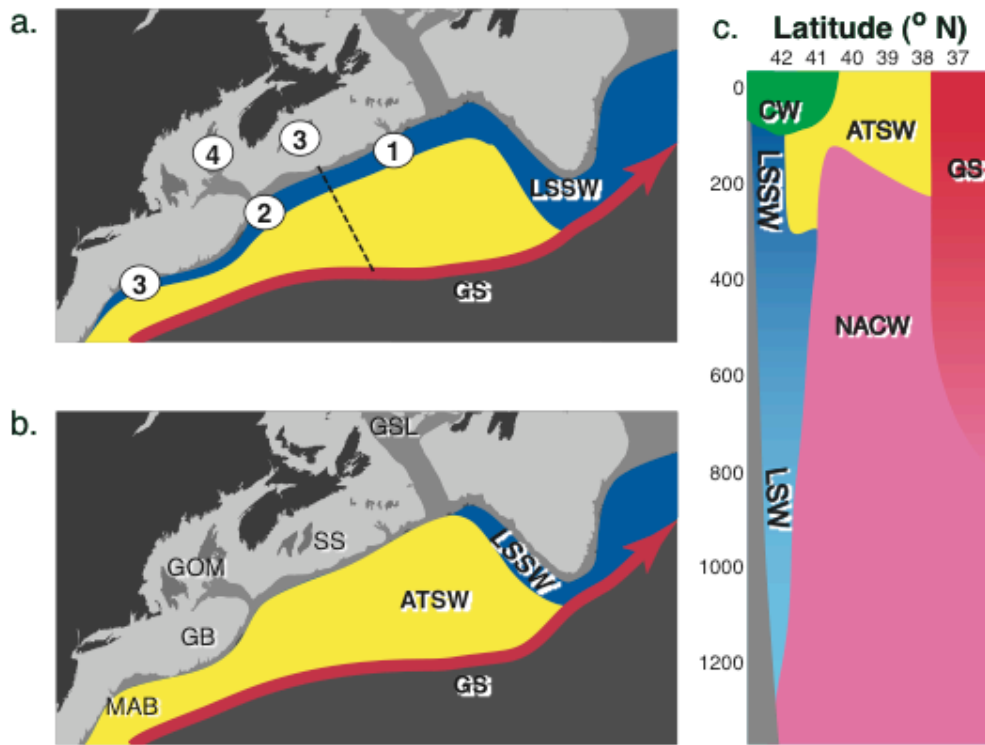 a.
3
4
1
2
LSSW
3
GS
b.
GSL
SS
LSSW
GOM
ATSW
GB
GS
MAB
c. Latitude (° N)
42 41 40 39 38 37
0
CW
ATSW
LSSW
GS
200
400
NACW
600
800
LSW
1000
1200